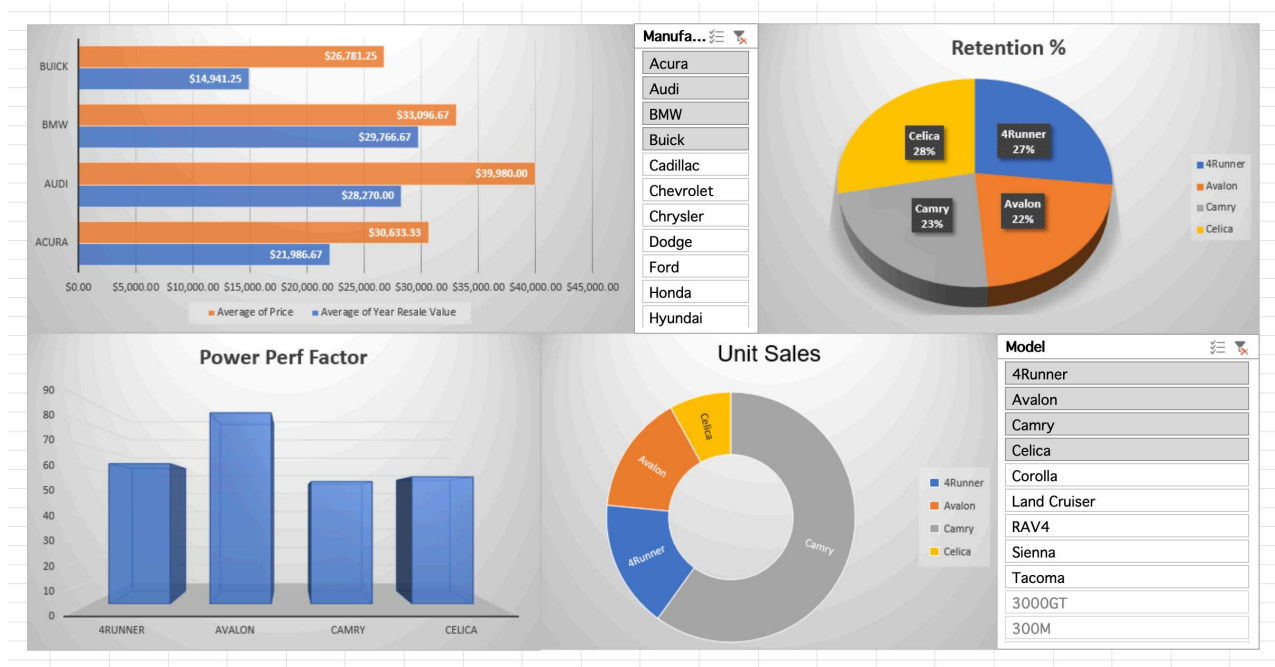 BUICK
$26,781.25
$14,941.25
BMW
$33,096.67
$29,766.67
AUDI
$39,980.00
$28,270.00
ACURA
$30,633.33
$21,986.67
$0.00 $5,000.00 $10,000.00 $15,000.00 $20,000.00 $25,000.00 $30,000.00 $35,000.00 $40,000.00 $45,000.00
Average of Price Average of Year Resale Value
Manufa...
Acura
Audi
BMW
Buick
Cadillac
Chevrolet
Chrysler
Dodge
Ford
Honda
Hyundai
Retention %
Celica
28%
4Runner
27%
Camry
23%
Avalon
22%
4Runner
Avalon
Camry
Celica
Power Perf Factor
90
80
70
60
50
40
30
20
10
0
4RUNNER AVALON CAMRY CELICA
Unit Sales
Celica
Avalon
4Runner
Camry
4Runner
Avalon
Camry
Celica
Model
4Runner
Avalon
Camry
Celica
Corolla
Land Cruiser
RAV4
Sienna
Tacoma
3000GT
300M